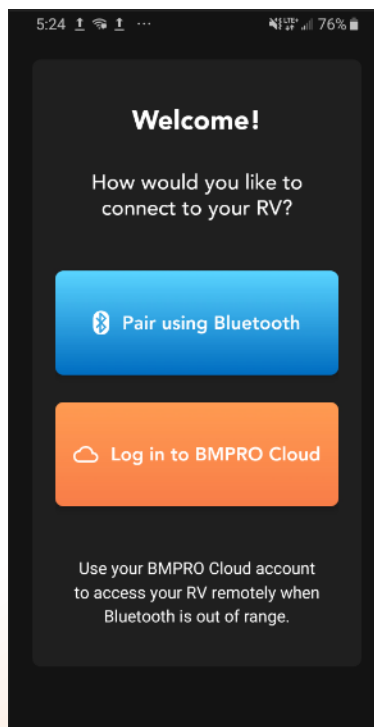 5:24 ... LTE+ 76%
Welcome!
How would you like to
connect to your RV?
Pair using Bluetooth
Log in to BMPRO Cloud
Use your BMPRO Cloud account
to access your RV remotely when
Bluetooth is out of range.